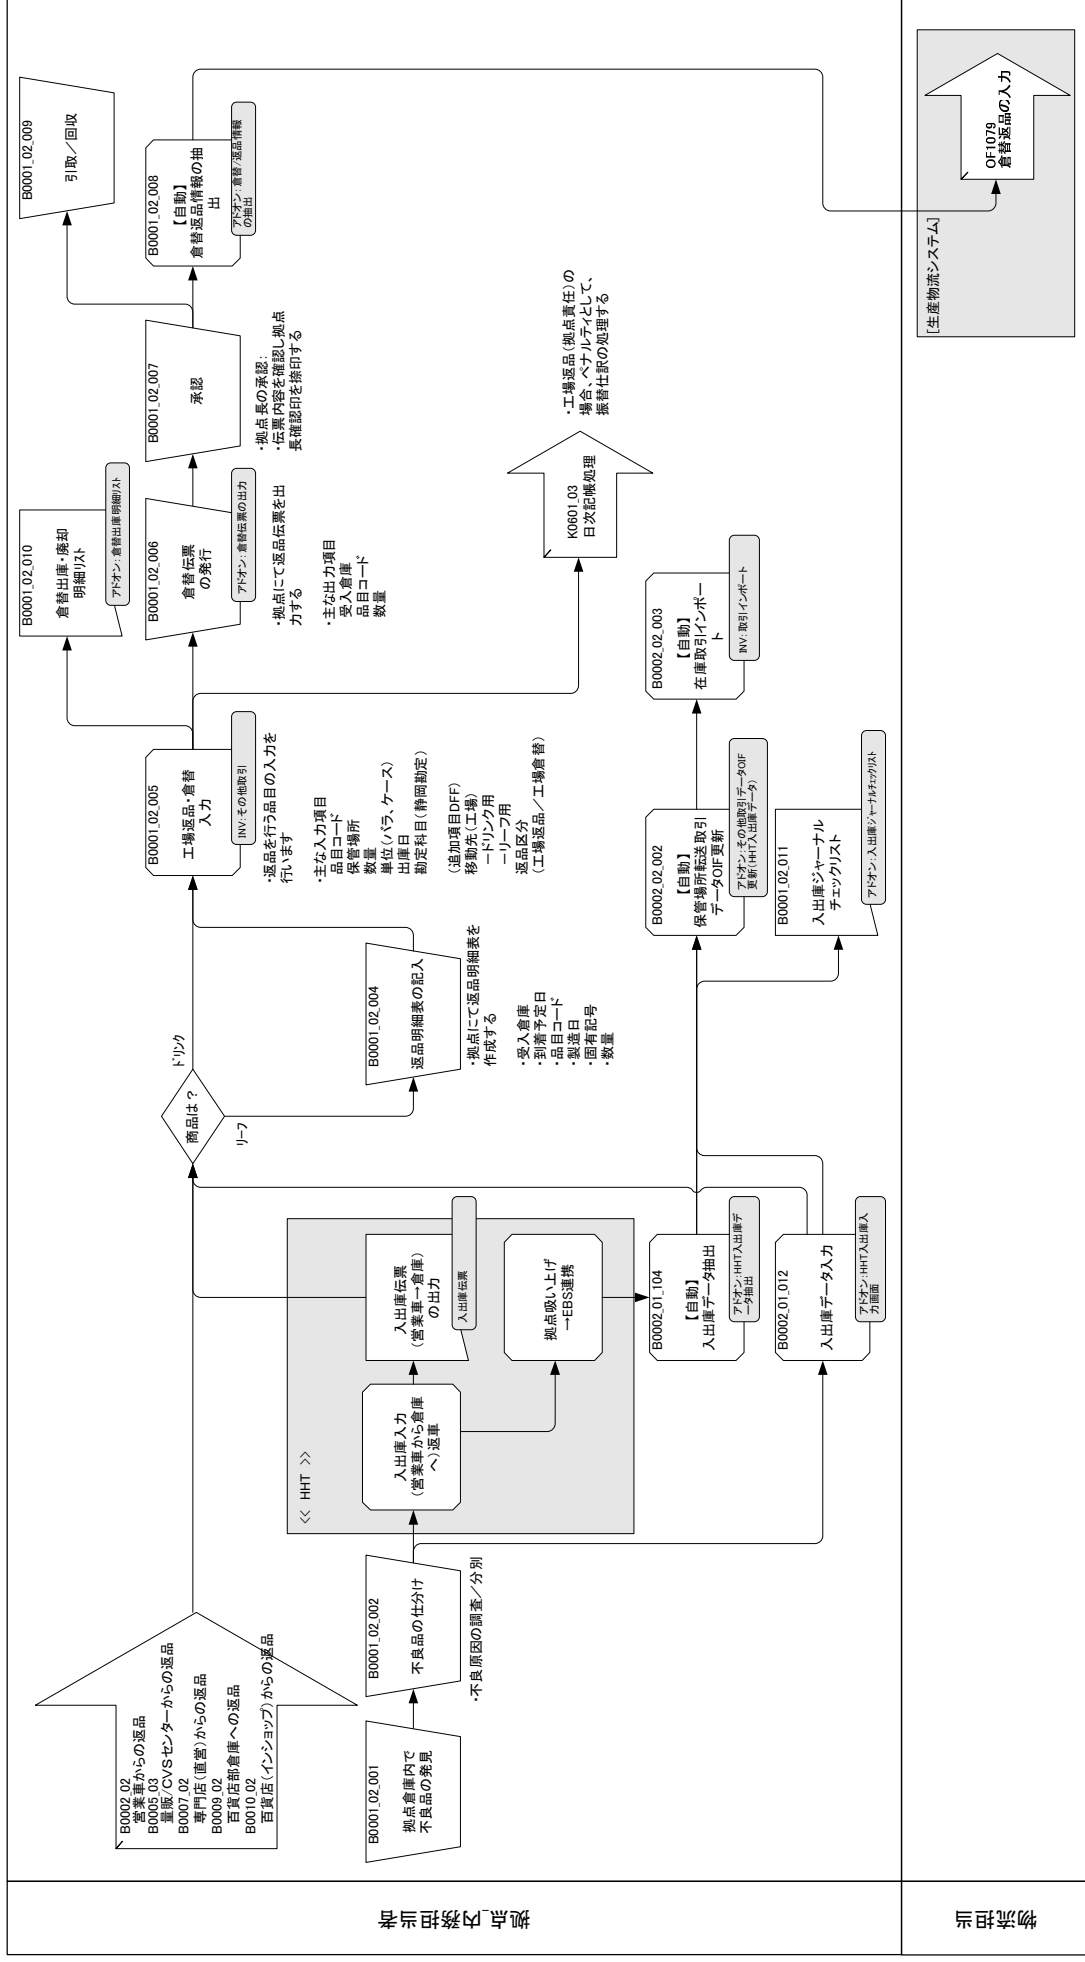 拠点_内務担当者
物流担当
B0002_02
営業車からの返品
B0005_03
量販/CVSセンターからの返品
B0007_02
専門店(直営)からの返品
B0009_02
百貨店部倉庫への返品
B0010_02
百貨店(インショップ)からの返品
B0001_02_001
拠点倉庫内で
不良品の発見
B0001_02_002
不良品の仕分け
・不良原因の調査/分別
<< HHT >>
入出庫入力
(営業車から倉庫
へ)返車
入出庫伝票
(営業車→倉庫)
の出力
入出庫伝票
拠点吸い上げ
→EBS連携
B0002_01_104
【自動】
入出庫データ抽出
アドオン:HHT入出庫デ
ータ抽出
B0002_01_012
入出庫データ入力
アドオン:HHT入出庫入
力画面
商品は?
ドリンク
リーフ
B0001_02_004
返品明細表の記入
・拠点にて返品明細表を
作成する
・受入倉庫
・到着予定日
・品目コード
・製造日
・固有記号
・数量
B0001_02_005
工場返品・倉替
入力
INV:その他取引
・返品を行う品目の入力を
行います
・主な入力項目
品目コード
保管場所
数量
単位(バラ、ケース)
出庫日
勘定科目(静岡勘定)
(追加項目DFF)
移動先(工場)
ードリンク用
ーリーフ用
返品区分
(工場返品/工場倉替)
B0002_02_002
【自動】
保管場所転送取引
データOIF更新
アドオン:その他取引データOIF
更新(HHT入出庫データ)
B0001_02_011
入出庫ジャーナル
チェックリスト
アドオン:入出庫ジャーナルチェックリスト
B0002_02_003
【自動】
在庫取引インポー
ト
INV:取引インポート
B0001_02_010
倉替出庫・廃却
明細リスト
アドオン:倉替出庫明細リスト
B0001_02_006
倉替伝票
の発行
アドオン:倉替伝票の出力
・拠点にて返品伝票を出
力する
・主な出力項目
受入倉庫
品目コード
数量
K0601_03
日次記帳処理
・工場返品(拠点責任)の
場合、ペナルティとして、
振替仕訳の処理する
B0001_02_007
承認
・拠点長の承認:
・伝票内容を確認し拠点
長確認印を捺印する
B0001_02_009
引取/回収
B0001_02_008
【自動】
倉替返品情報の抽
出
アドオン:倉替/返品情報
の抽出
[生産物流システム]
OF1079
倉替返品の入力